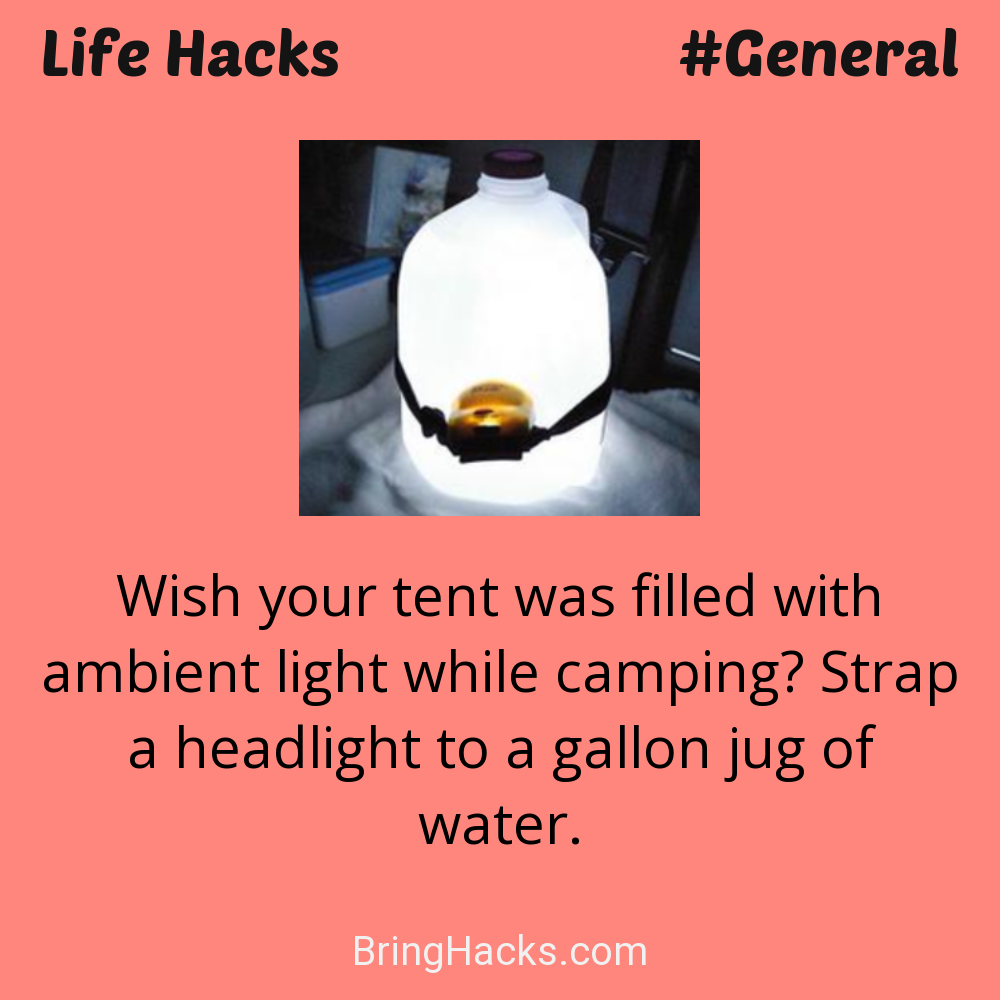 Life Hacks #General
Wish your tent was filled with
ambient light while camping? Strap
a headlight to a gallon jug of
water.
BringHacks.com